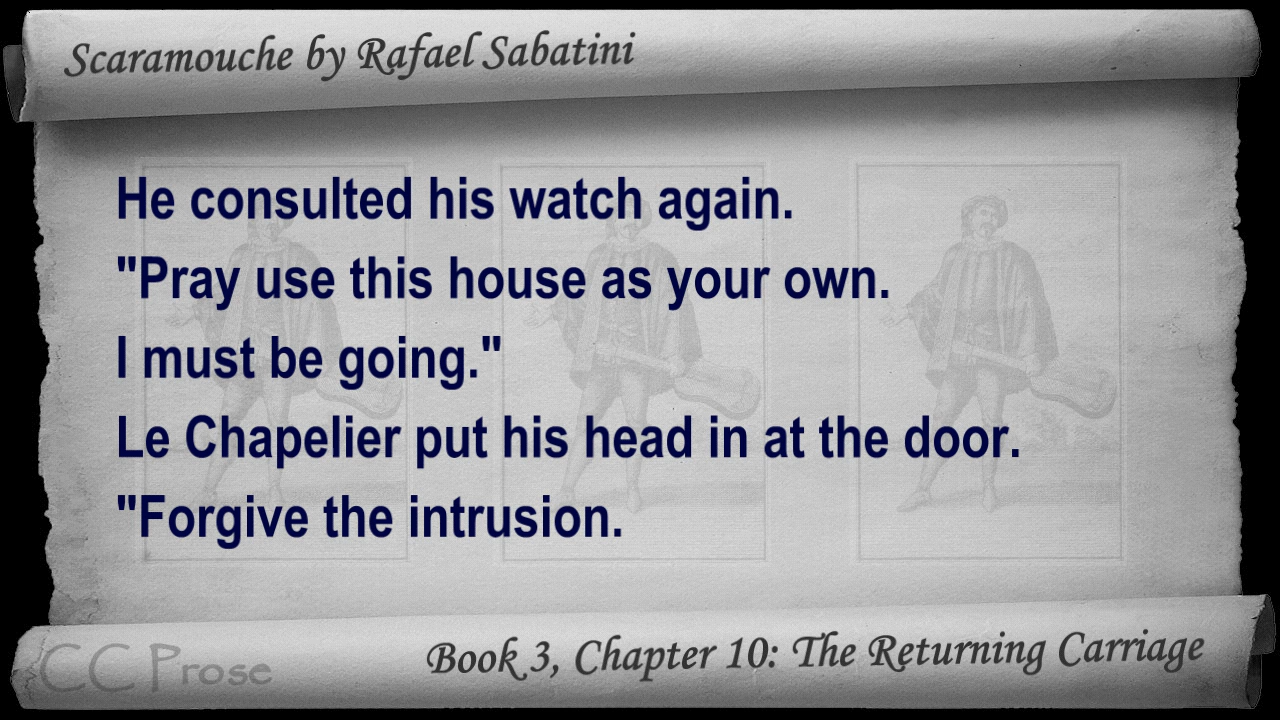 Scaramouche by Rafael Sabatini
He consulted his watch again.
"Pray use this house as your own.
I must be going."
Le Chapelier put his head in at the door.
"Forgive the intrusion.
CC Prose
Book 3, Chapter 10: The Returning Carriage